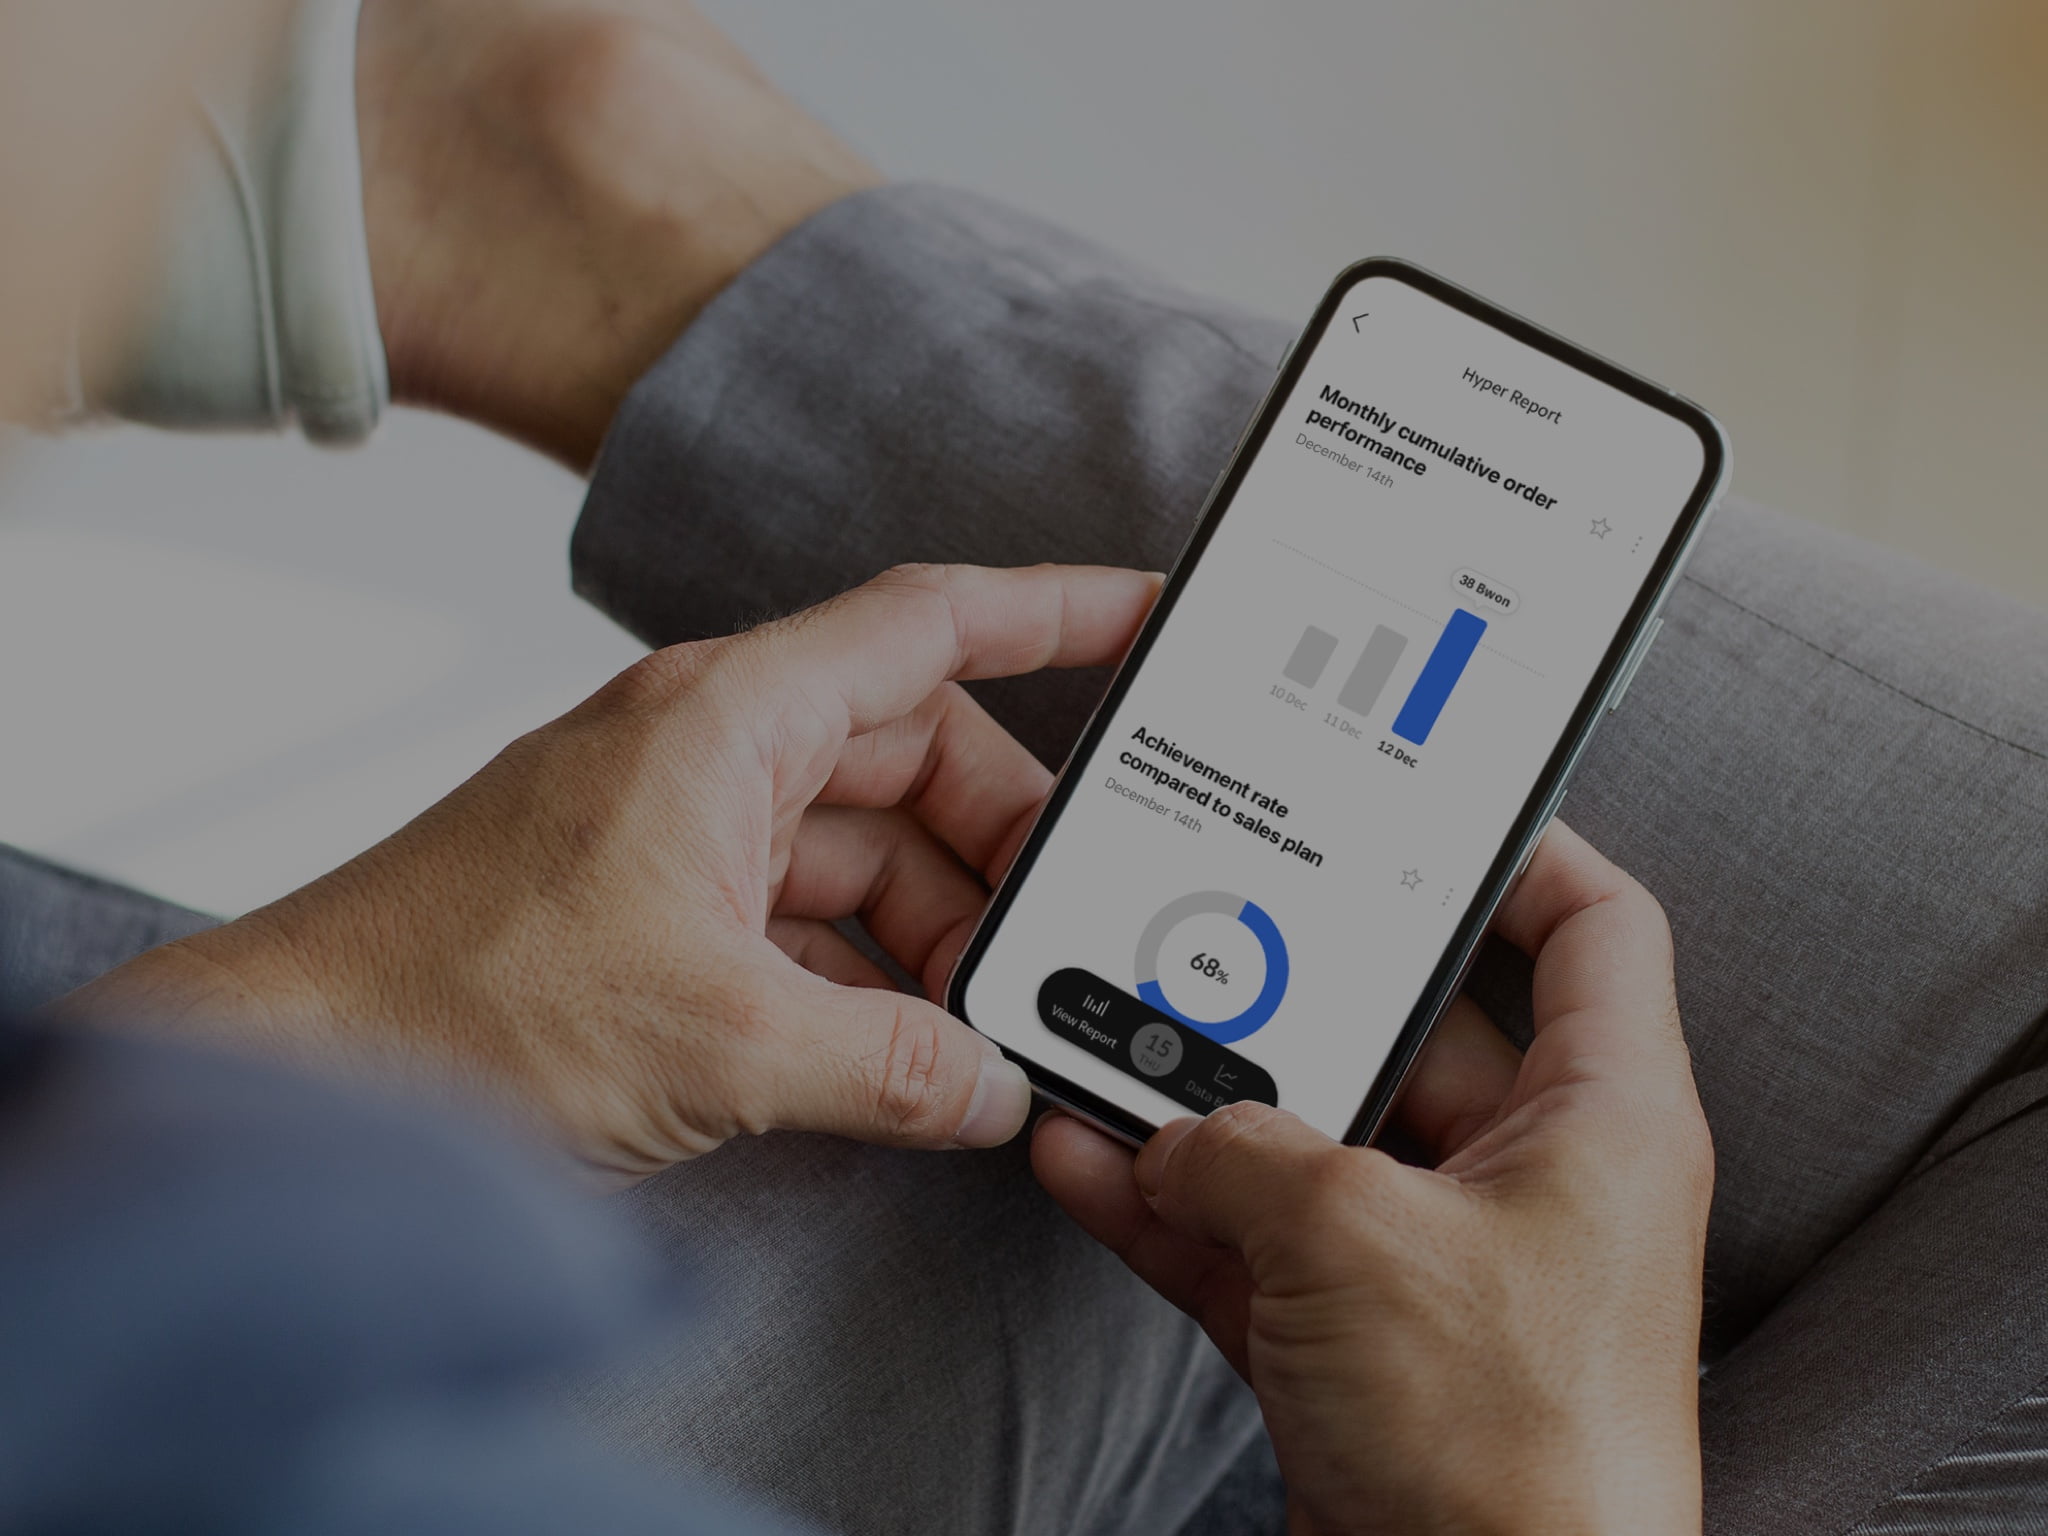 Hyper Report
Monthly cumulative order
performance
December 14th
38 Bwon
10 Dec
11 Dec
12 Dec
Achievement rate
compared to sales plan
December 14th
68%
View Report
15
THU
Data